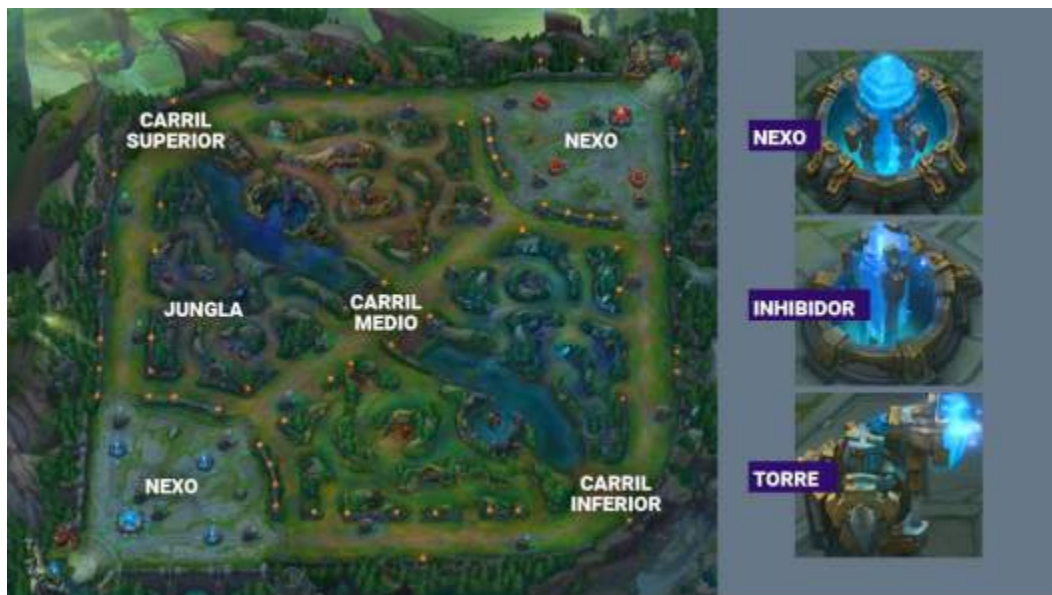 CARRIL
SUPERIOR
NEXO
JUNGLA
CARRIL
MEDIO
NEXO
CARRIL
INFERIOR
NEXO
INHIBIDOR
TORRE